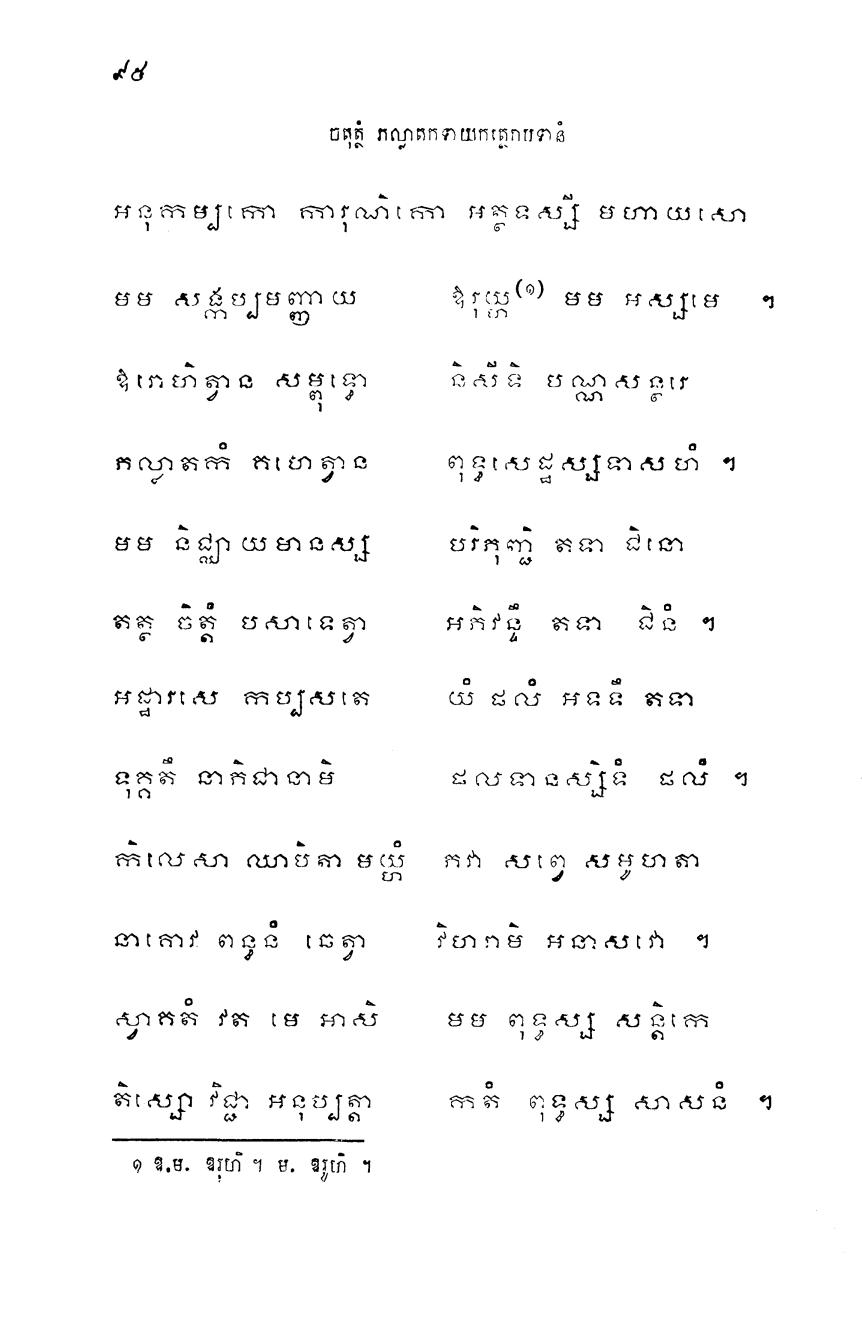 ៩៥
ចតុត្ថំ ភល្លាតកទាយកត្ថេរាបទានំ
អនុកម្បកោ ការុណិកោ អត្ថទស្សី មហាយសោ
មម សង្កប្បមញ្ញាយ ឱរុយ្ហ(១) មម អស្សមេ ។
ឱរោហិត្វាន សម្ពុទ្ធោ និសីទិ បណ្ណសន្ថរេ
ភល្លាតកំ គហេត្វាន ពុទ្ធសេដ្ឋស្សទាសហំ ។
មម និជ្ឈាយមានស្ស បរិភុញ្ជិ តទា ជិនោ
តត្ថ ចិត្តំ បសាទេត្វា អភិវន្ទឹ តទា ជិនំ ។
អដ្ឋារសេ កប្បសតេ យំ ផលំ អទទឹ តទា
ទុគ្គតឹ នាភិជានាមិ ផលទានស្សិទំ ផលំ ។
កិលេសា ឈាបិតា មយ្ហំ ភវា សព្វេ សមូហតា
នាគោវ ពន្ធនំ ឆេត្វា វិហរាមិ អនាសវោ ។
ស្វាគតំ វត មេ អាសិ មម ពុទ្ធស្ស សន្តិកេ
តិស្សោ វិជ្ជា អនុប្បត្តា កតំ ពុទ្ធស្ស សាសនំ ។
១ ឱ.ម. ឱរុហិ ។ ម. ឱរូហិ ។